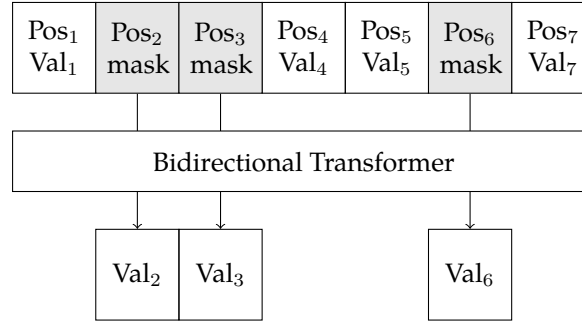 Pos₁ Pos₂ Pos₃ Pos₄ Pos₅ Pos₆ Pos₇
Val₁ mask mask Val₄ Val₅ mask Val₇
Bidirectional Transformer
Val₂ Val₃ Val₆